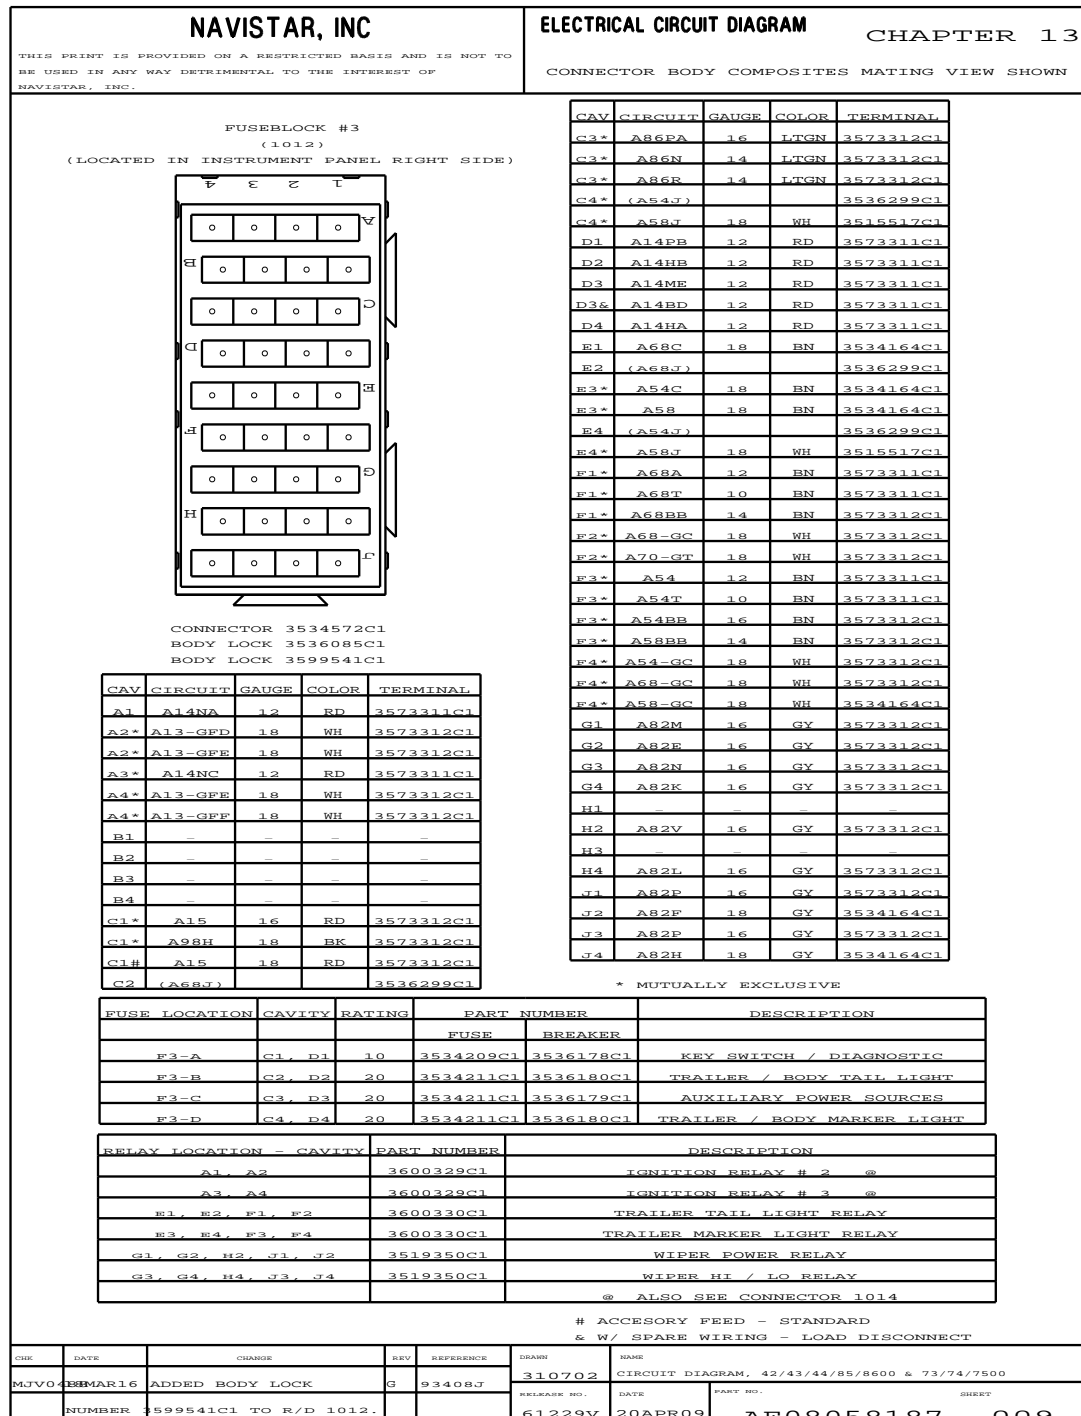 NAVISTAR, INC
THIS PRINT IS PROVIDED ON A RESTRICTED BASIS AND IS NOT TO
BE USED IN ANY WAY DETRIMENTAL TO THE INTEREST OF
NAVISTAR, INC.
ELECTRICAL CIRCUIT DIAGRAM
CHAPTER 13
CONNECTOR BODY COMPOSITES MATING VIEW SHOWN
FUSEBLOCK #3
(1012)
(LOCATED IN INSTRUMENT PANEL RIGHT SIDE)
4 3 2 1
A
B
C
D
E
F
G
H
J
CONNECTOR 3534572C1
BODY LOCK 3536085C1
BODY LOCK 3599541C1
CAV CIRCUIT GAUGE COLOR TERMINAL
A1 A14NA 12 RD 3573311C1
A2* A13-GFD 18 WH 3573312C1
A2* A13-GFE 18 WH 3573312C1
A3* A14NC 12 RD 3573311C1
A4* A13-GFE 18 WH 3573312C1
A4* A13-GFF 18 WH 3573312C1
B1 – – – –
B2 – – – –
B3 – – – –
B4 – – – –
C1* A15 16 RD 3573312C1
C1* A98H 18 BK 3573312C1
C1# A15 18 RD 3573312C1
C2 (A68J) 3536299C1
CAV CIRCUIT GAUGE COLOR TERMINAL
C3* A86PA 16 LTGN 3573312C1
C3* A86N 14 LTGN 3573312C1
C3* A86R 14 LTGN 3573312C1
C4* (A54J) 3536299C1
C4* A58J 18 WH 3515517C1
D1 A14PB 12 RD 3573311C1
D2 A14HB 12 RD 3573311C1
D3 A14ME 12 RD 3573311C1
D3& A14BD 12 RD 3573311C1
D4 A14HA 12 RD 3573311C1
E1 A68C 18 BN 3534164C1
E2 (A68J) 3536299C1
E3* A54C 18 BN 3534164C1
E3* A58 18 BN 3534164C1
E4 (A54J) 3536299C1
E4* A58J 18 WH 3515517C1
F1* A68A 12 BN 3573311C1
F1* A68T 10 BN 3573311C1
F1* A68BB 14 BN 3573312C1
F2* A68-GC 18 WH 3573312C1
F2* A70-GT 18 WH 3573312C1
F3* A54 12 BN 3573311C1
F3* A54T 10 BN 3573311C1
F3* A54BB 16 BN 3573312C1
F3* A58BB 14 BN 3573312C1
F4* A54-GC 18 WH 3573312C1
F4* A68-GC 18 WH 3573312C1
F4* A58-GC 18 WH 3534164C1
G1 A82M 16 GY 3573312C1
G2 A82E 16 GY 3573312C1
G3 A82N 16 GY 3573312C1
G4 A82K 16 GY 3573312C1
H1 – – – –
H2 A82V 16 GY 3573312C1
H3 – – – –
H4 A82L 16 GY 3573312C1
J1 A82P 16 GY 3573312C1
J2 A82F 18 GY 3534164C1
J3 A82P 16 GY 3573312C1
J4 A82H 18 GY 3534164C1
* MUTUALLY EXCLUSIVE
FUSE LOCATION CAVITY RATING PART NUMBER DESCRIPTION
FUSE BREAKER
F3-A C1, D1 10 3534209C1 3536178C1 KEY SWITCH / DIAGNOSTIC
F3-B C2, D2 20 3534211C1 3536180C1 TRAILER / BODY TAIL LIGHT
F3-C C3, D3 20 3534211C1 3536179C1 AUXILIARY POWER SOURCES
F3-D C4, D4 20 3534211C1 3536180C1 TRAILER / BODY MARKER LIGHT
RELAY LOCATION - CAVITY PART NUMBER DESCRIPTION
A1, A2 3600329C1 IGNITION RELAY # 2 @
A3, A4 3600329C1 IGNITION RELAY # 3 @
E1, E2, F1, F2 3600330C1 TRAILER TAIL LIGHT RELAY
E3, E4, F3, F4 3600330C1 TRAILER MARKER LIGHT RELAY
G1, G2, H2, J1, J2 3519350C1 WIPER POWER RELAY
G3, G4, H4, J3, J4 3519350C1 WIPER HI / LO RELAY
@ ALSO SEE CONNECTOR 1014
# ACCESORY FEED - STANDARD
& W/ SPARE WIRING - LOAD DISCONNECT
CHK DATE CHANGE REV REFERENCE DRAWN NAME
ADDED BODY LOCK G 93408J 310702 CIRCUIT DIAGRAM, 42/43/44/85/8600 & 73/74/7500
RELEASE NO. DATE PART NO. SHEET
NUMBER 3599541C1 TO R/D 1012. 61229V 20APR09